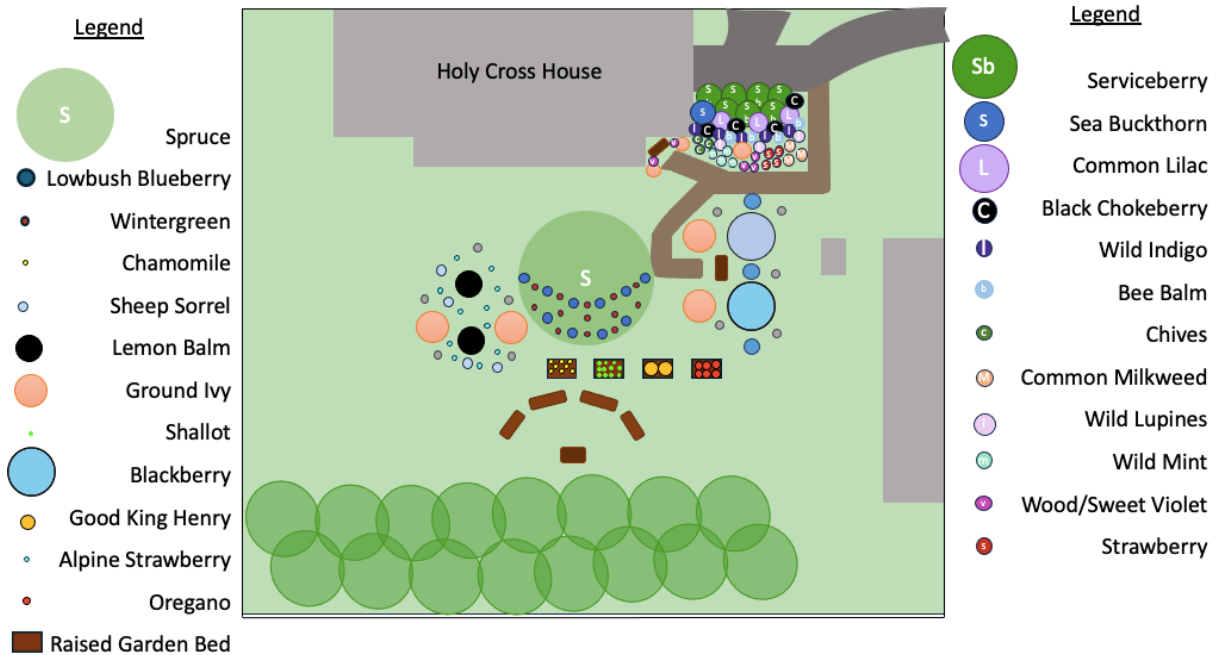 Legend
S
Spruce
Lowbush Blueberry
Wintergreen
Chamomile
Sheep Sorrel
Lemon Balm
Ground Ivy
Shallot
Blackberry
Good King Henry
Alpine Strawberry
Oregano
Raised Garden Bed
Holy Cross House
S
Legend
Sb Serviceberry
S Sea Buckthorn
L Common Lilac
C Black Chokeberry
I Wild Indigo
b Bee Balm
c Chives
M Common Milkweed
l Wild Lupines
m Wild Mint
v Wood/Sweet Violet
s Strawberry